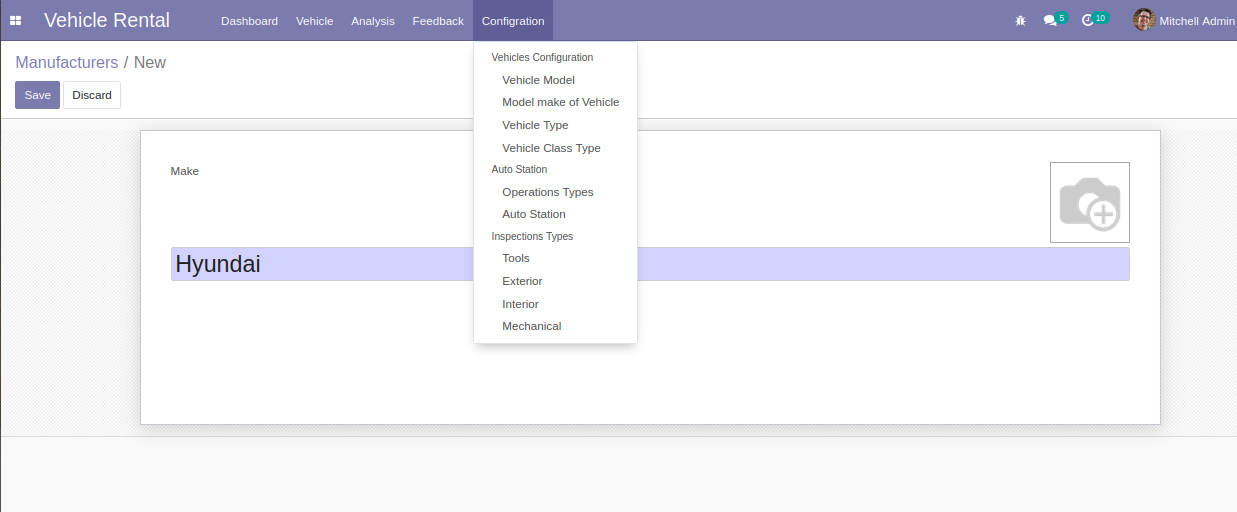 Vehicle Rental Dashboard Vehicle Analysis Feedback Configration 5 10 Mitchell Admin
Manufacturers / New
Save Discard
Vehicles Configuration
Vehicle Model
Model make of Vehicle
Vehicle Type
Vehicle Class Type
Auto Station
Operations Types
Auto Station
Inspections Types
Tools
Exterior
Interior
Mechanical
Make
Hyundai